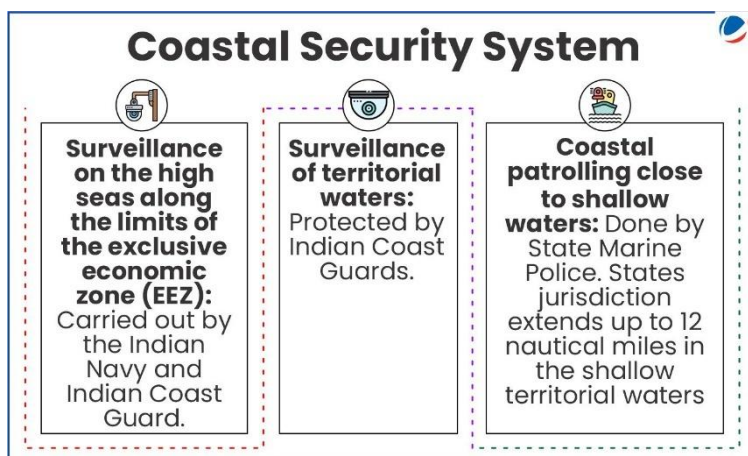 Coastal Security System
Surveillance
on the high
seas along
the limits of
the exclusive
economic
zone (EEZ):
Carried out by
the Indian
Navy and
Indian Coast
Guard.
Surveillance
of territorial
waters:
Protected by
Indian Coast
Guards.
Coastal
patrolling close
to shallow
waters: Done by
State Marine
Police. States
jurisdiction
extends up to 12
nautical miles in
the shallow
territorial waters